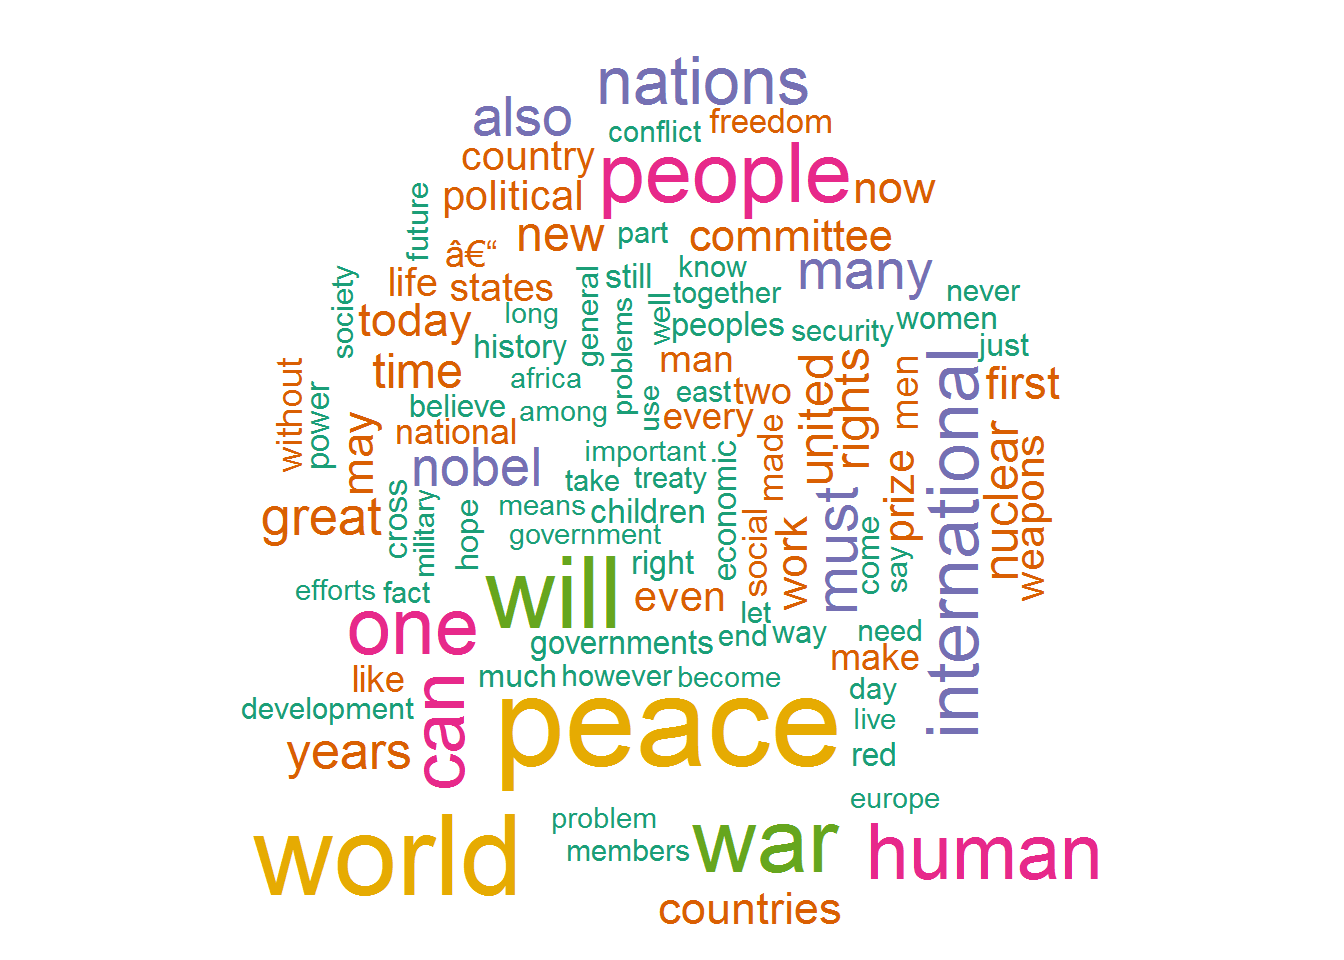 nations
also
freedom
conflict
country
people
now
political
future
new
part
committee
â€“
know
many
still
life
states
together
never
society
general
long
problems
well
peoples
security
women
today
history
just
time
africa
man
united
rights
international
without
power
believe
among
use
east
two
men
first
may
national
every
nobel
important
economic
made
prize
nuclear
weapons
take
treaty
great
cross
military
hope
means
children
government
social
work
must
come
say
right
efforts
fact
will
even
let
one
governments
end
way
need
make
like
can
much
however
become
day
development
peace
live
years
red
europe
world
problem
war
human
members
countries